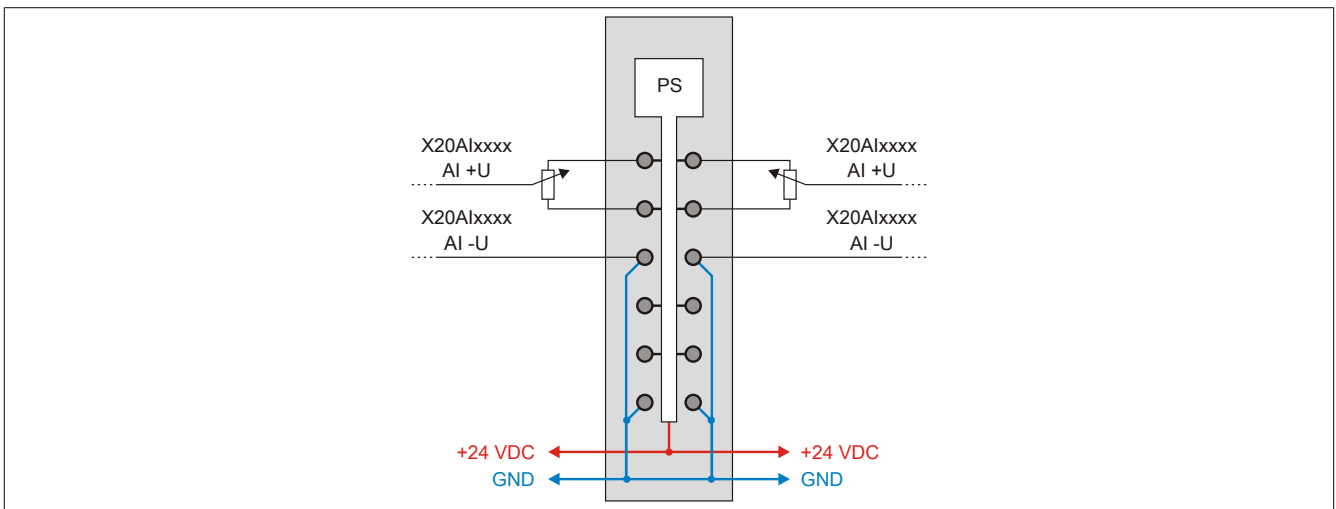 PS
X20AIxxxx
AI +U
X20AIxxxx
AI +U
X20AIxxxx
AI -U
X20AIxxxx
AI -U
+24 VDC
+24 VDC
GND
GND